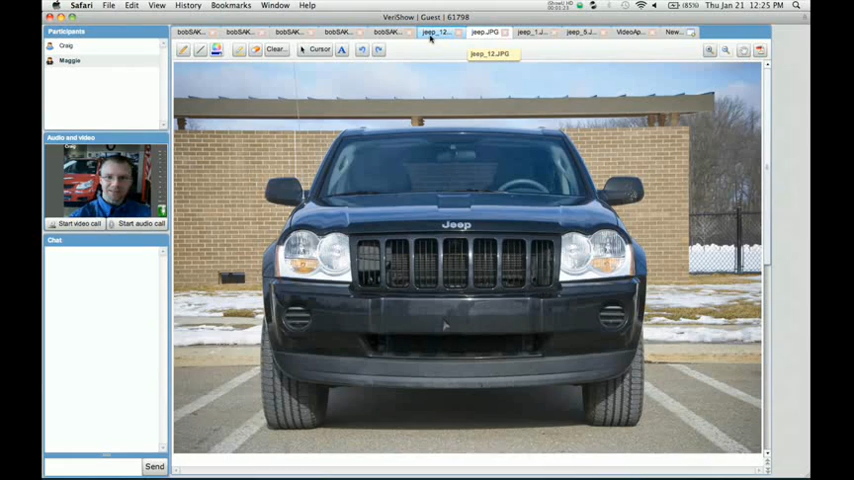 Safari File Edit View History Bookmarks Window Help (85%) Thu Jan 21 12:25 PM
VeriShow | Guest | 61798
Participants
Craig
Maggie
bobSAK... bobSAK... bobSAK... bobSAK... bobSAK... jeep_12... jeep.JPG jeep_1.J... jeep_5.J... VideoAp... New...
Clear... Cursor A
jeep_12.JPG
Audio and video
Craig
Start video call Start audio call
Chat
Send
Jeep